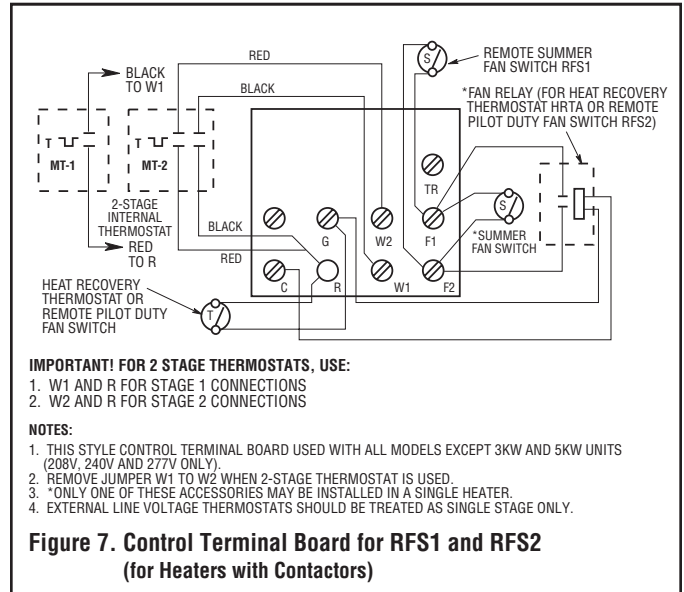 RED
BLACK
TO W1
BLACK
S
REMOTE SUMMER
FAN SWITCH RFS1
*FAN RELAY (FOR HEAT RECOVERY
THERMOSTAT HRTA OR REMOTE
PILOT DUTY FAN SWITCH RFS2)
T
MT-1
T
MT-2
TR
S
2-STAGE
INTERNAL
THERMOSTAT
BLACK
G
W2
F1
*SUMMER
FAN SWITCH
RED
TO R
RED
C
R
W1
F2
HEAT RECOVERY
THERMOSTAT OR
REMOTE PILOT DUTY
FAN SWITCH
T
IMPORTANT! FOR 2 STAGE THERMOSTATS, USE:
1. W1 AND R FOR STAGE 1 CONNECTIONS
2. W2 AND R FOR STAGE 2 CONNECTIONS
NOTES:
1. THIS STYLE CONTROL TERMINAL BOARD USED WITH ALL MODELS EXCEPT 3KW AND 5KW UNITS
(208V, 240V AND 277V ONLY).
2. REMOVE JUMPER W1 TO W2 WHEN 2-STAGE THERMOSTAT IS USED.
3. *ONLY ONE OF THESE ACCESSORIES MAY BE INSTALLED IN A SINGLE HEATER.
4. EXTERNAL LINE VOLTAGE THERMOSTATS SHOULD BE TREATED AS SINGLE STAGE ONLY.
Figure 7. Control Terminal Board for RFS1 and RFS2
(for Heaters with Contactors)